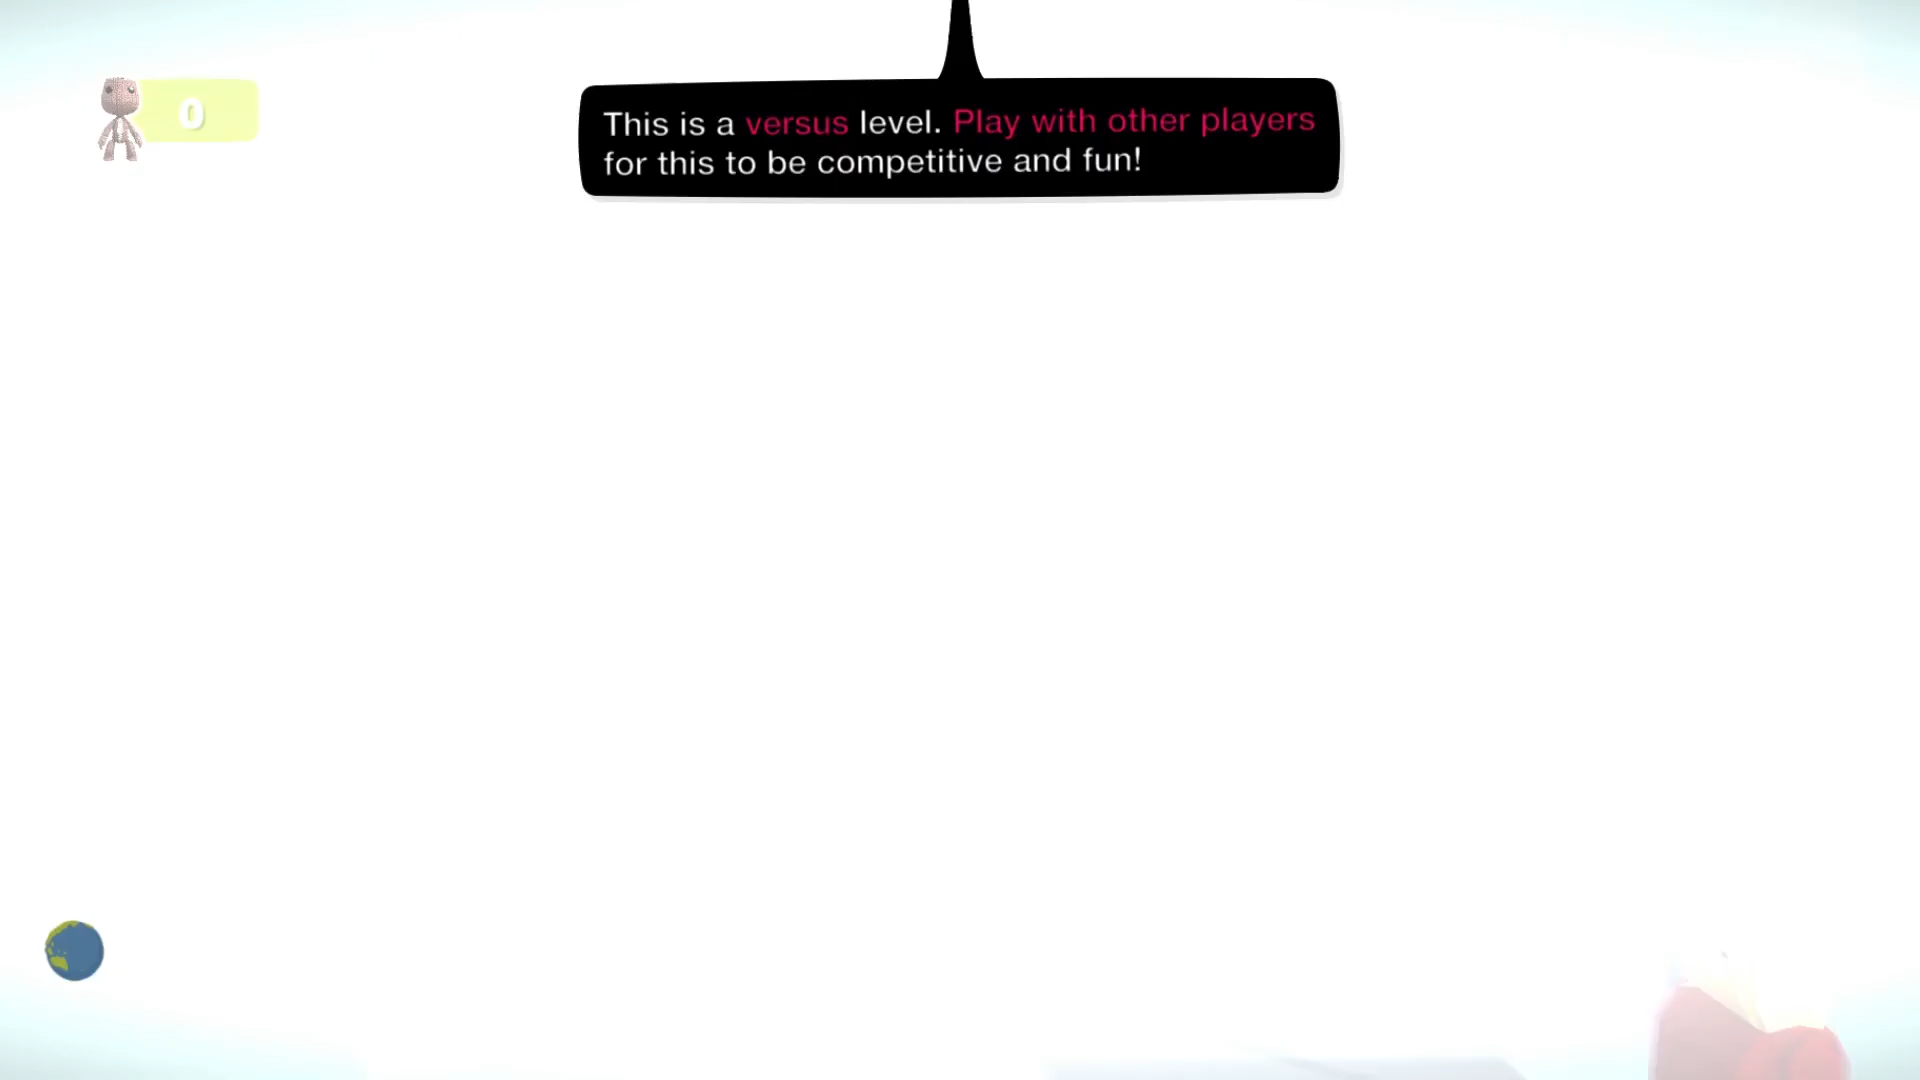 0
This is a versus level. Play with other players
for this to be competitive and fun!